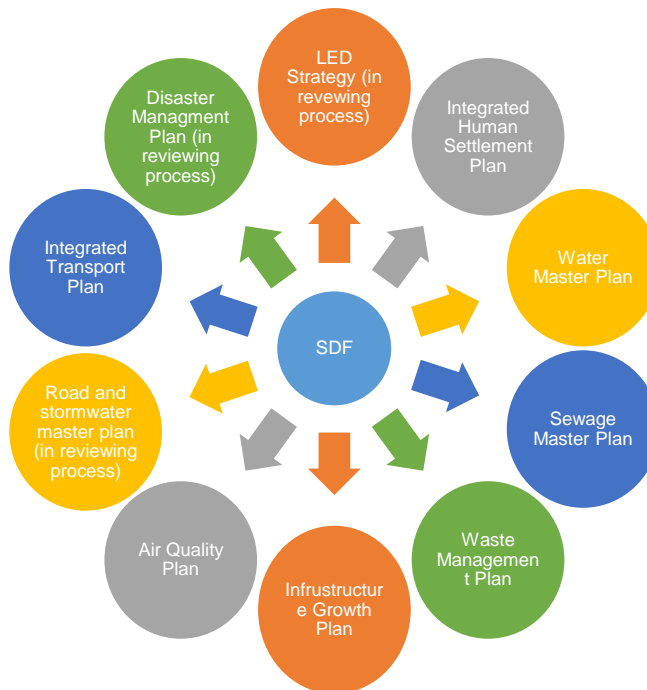 LED
Strategy (in
revewing
process)
Integrated
Human
Settlement
Plan
Water
Master Plan
Sewage
Master Plan
Waste
Managemen
t Plan
Infrustructur
e Growth
Plan
Air Quality
Plan
Road and
stormwater
master plan
(in reviewing
process)
Integrated
Transport
Plan
Disaster
Managment
Plan (in
reviewing
process)
SDF